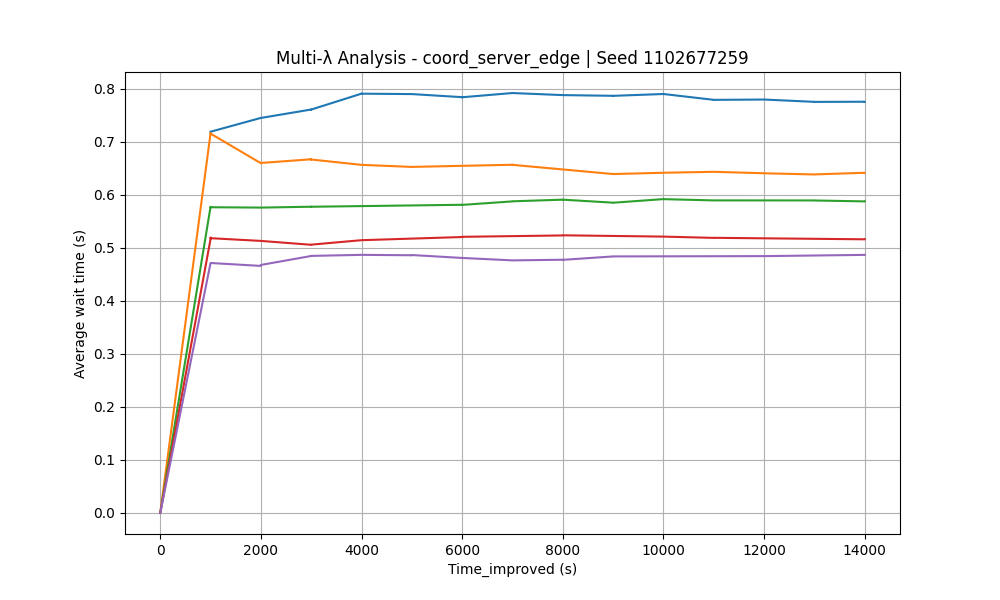 Multi-λ Analysis - coord_server_edge | Seed 1102677259
Average wait time (s)
0.8
0.7
0.6
0.5
0.4
0.3
0.2
0.1
0.0
0 2000 4000 6000 8000 10000 12000 14000
Time_improved (s)